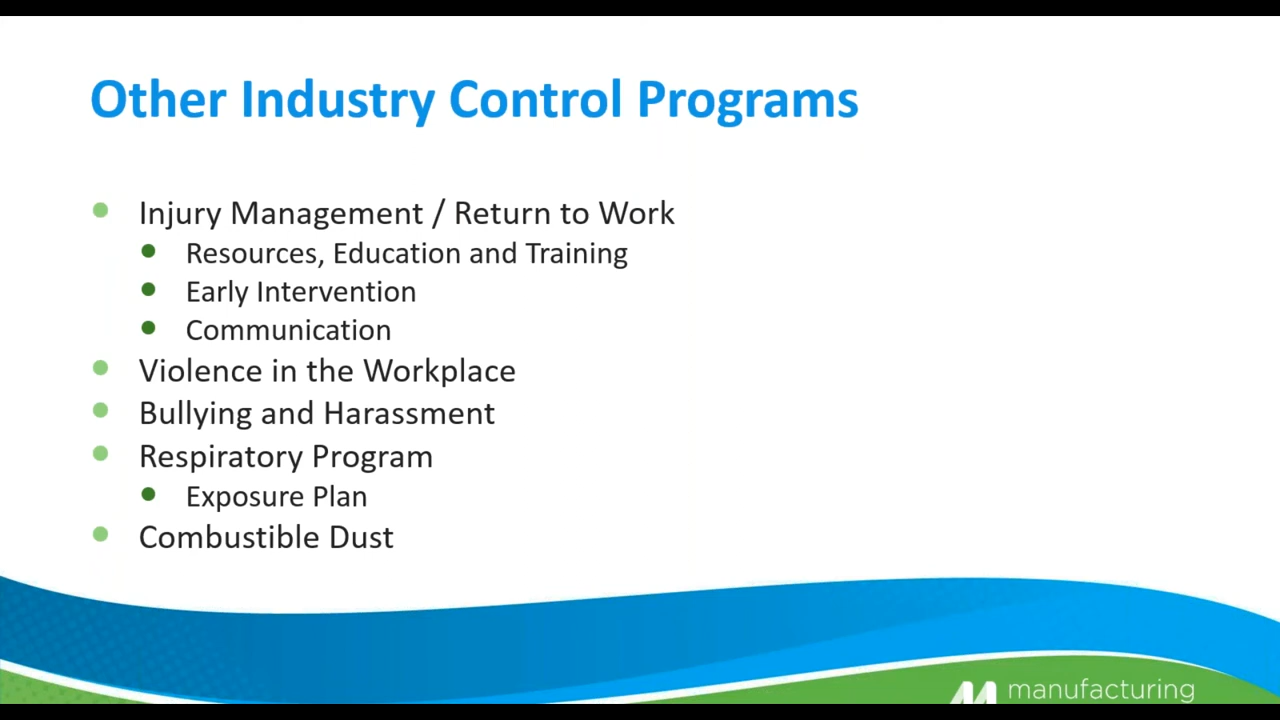 Other Industry Control Programs
Injury Management / Return to Work
Resources, Education and Training
Early Intervention
Communication
Violence in the Workplace
Bullying and Harassment
Respiratory Program
Exposure Plan
Combustible Dust
manufacturing